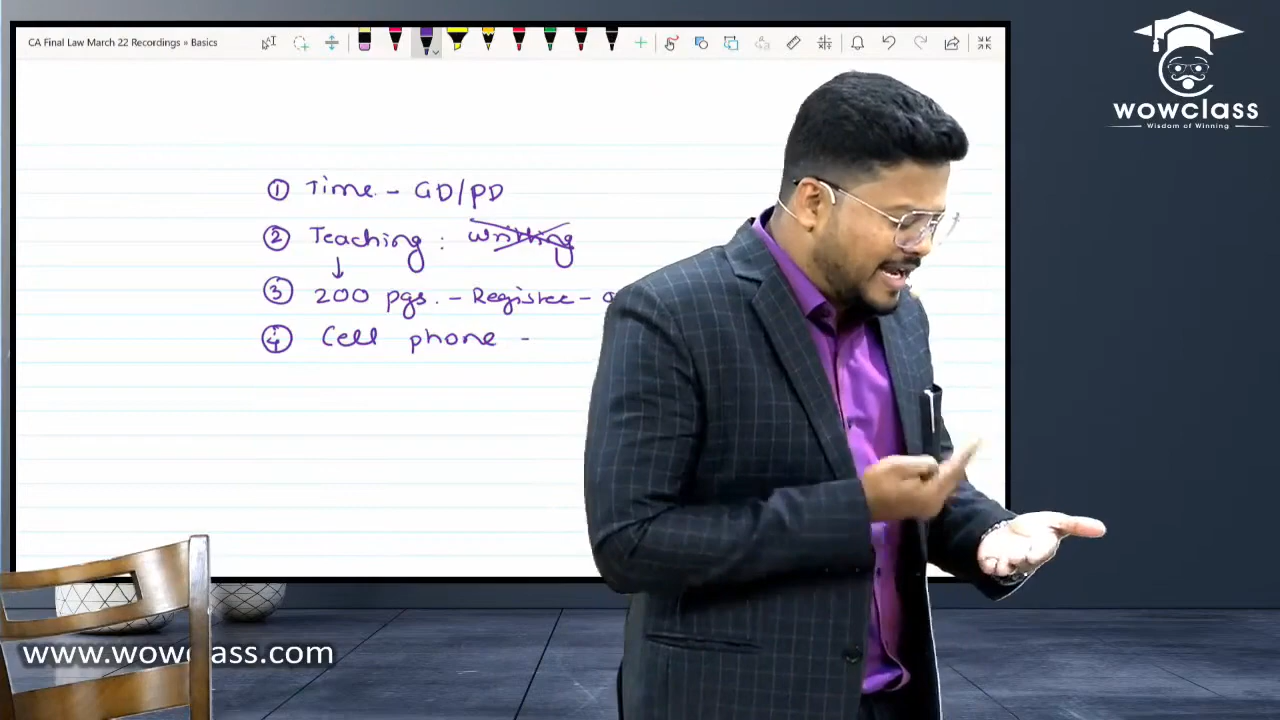 CA Final Law March 22 Recordings » Basics
wowclass
Wisdom of Winning
① Time - GD/PD
② Teaching : Writing
↓
③ 200 pgs. - Register -
④ Cell phone -
www.wowclass.com